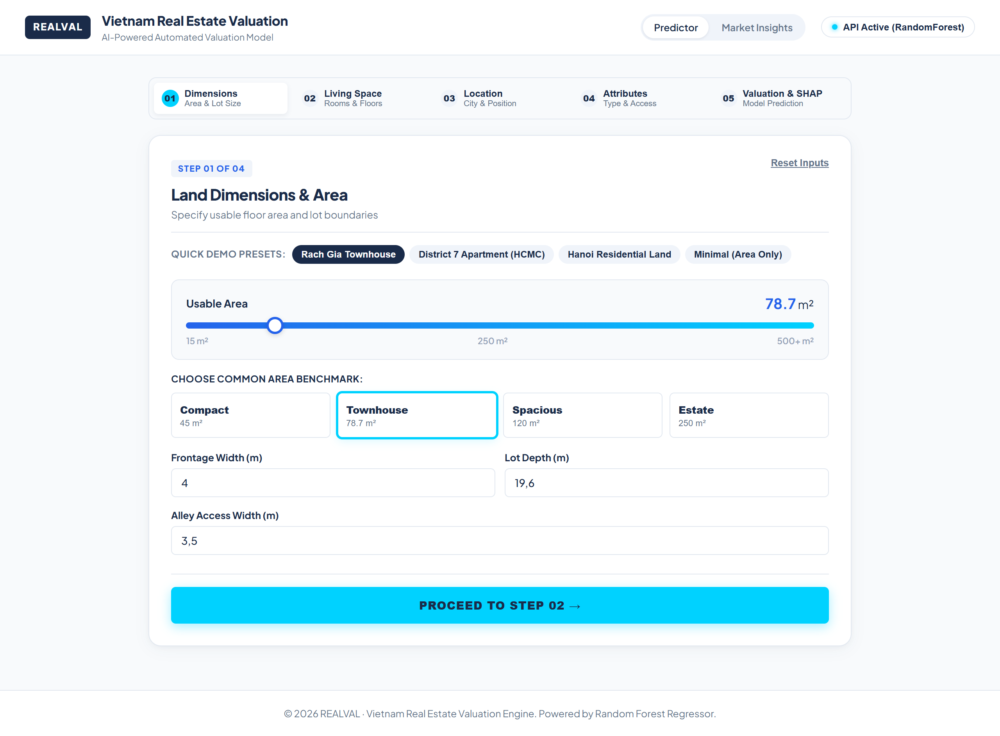 REALVAL
Vietnam Real Estate Valuation
AI-Powered Automated Valuation Model
Predictor
Market Insights
API Active (RandomForest)
01
Dimensions
Area & Lot Size
02
Living Space
Rooms & Floors
03
Location
City & Position
04
Attributes
Type & Access
05
Valuation & SHAP
Model Prediction
STEP 01 OF 04
Reset Inputs
Land Dimensions & Area
Specify usable floor area and lot boundaries
QUICK DEMO PRESETS:
Rach Gia Townhouse
District 7 Apartment (HCMC)
Hanoi Residential Land
Minimal (Area Only)
Usable Area
78.7 m²
15 m²
250 m²
500+ m²
CHOOSE COMMON AREA BENCHMARK:
Compact
45 m²
Townhouse
78.7 m²
Spacious
120 m²
Estate
250 m²
Frontage Width (m)
4
Lot Depth (m)
19,6
Alley Access Width (m)
3,5
PROCEED TO STEP 02 →
© 2026 REALVAL · Vietnam Real Estate Valuation Engine. Powered by Random Forest Regressor.